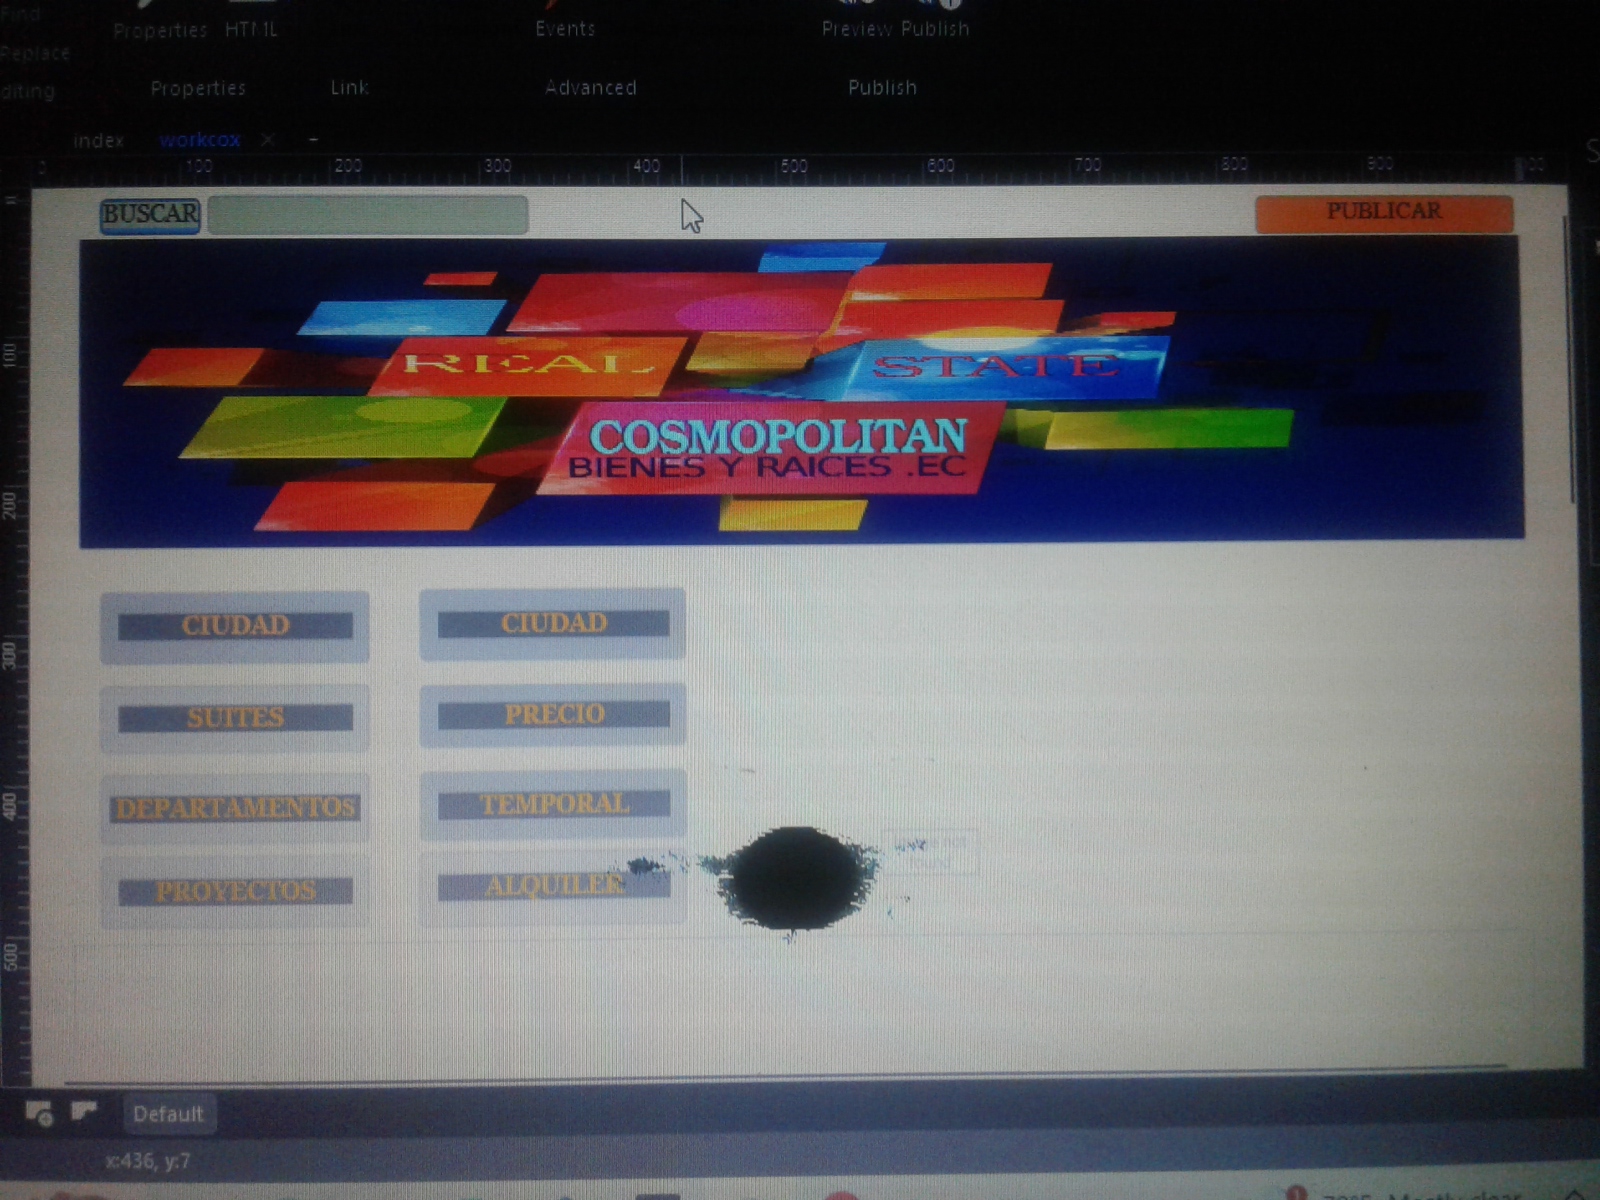 Find
Properties HTML Events Preview Publish
Replace
diting Properties Link Advanced Publish
index workcox
0 100 200 300 400 500 600 700 800 900
BUSCAR
PUBLICAR
REAL STATE
COSMOPOLITAN
BIENES Y RAICES .EC
CIUDAD CIUDAD
SUITES PRECIO
DEPARTAMENTOS TEMPORAL
PROYECTOS ALQUILER
100
200
300
400
500
Default
x:436, y:7